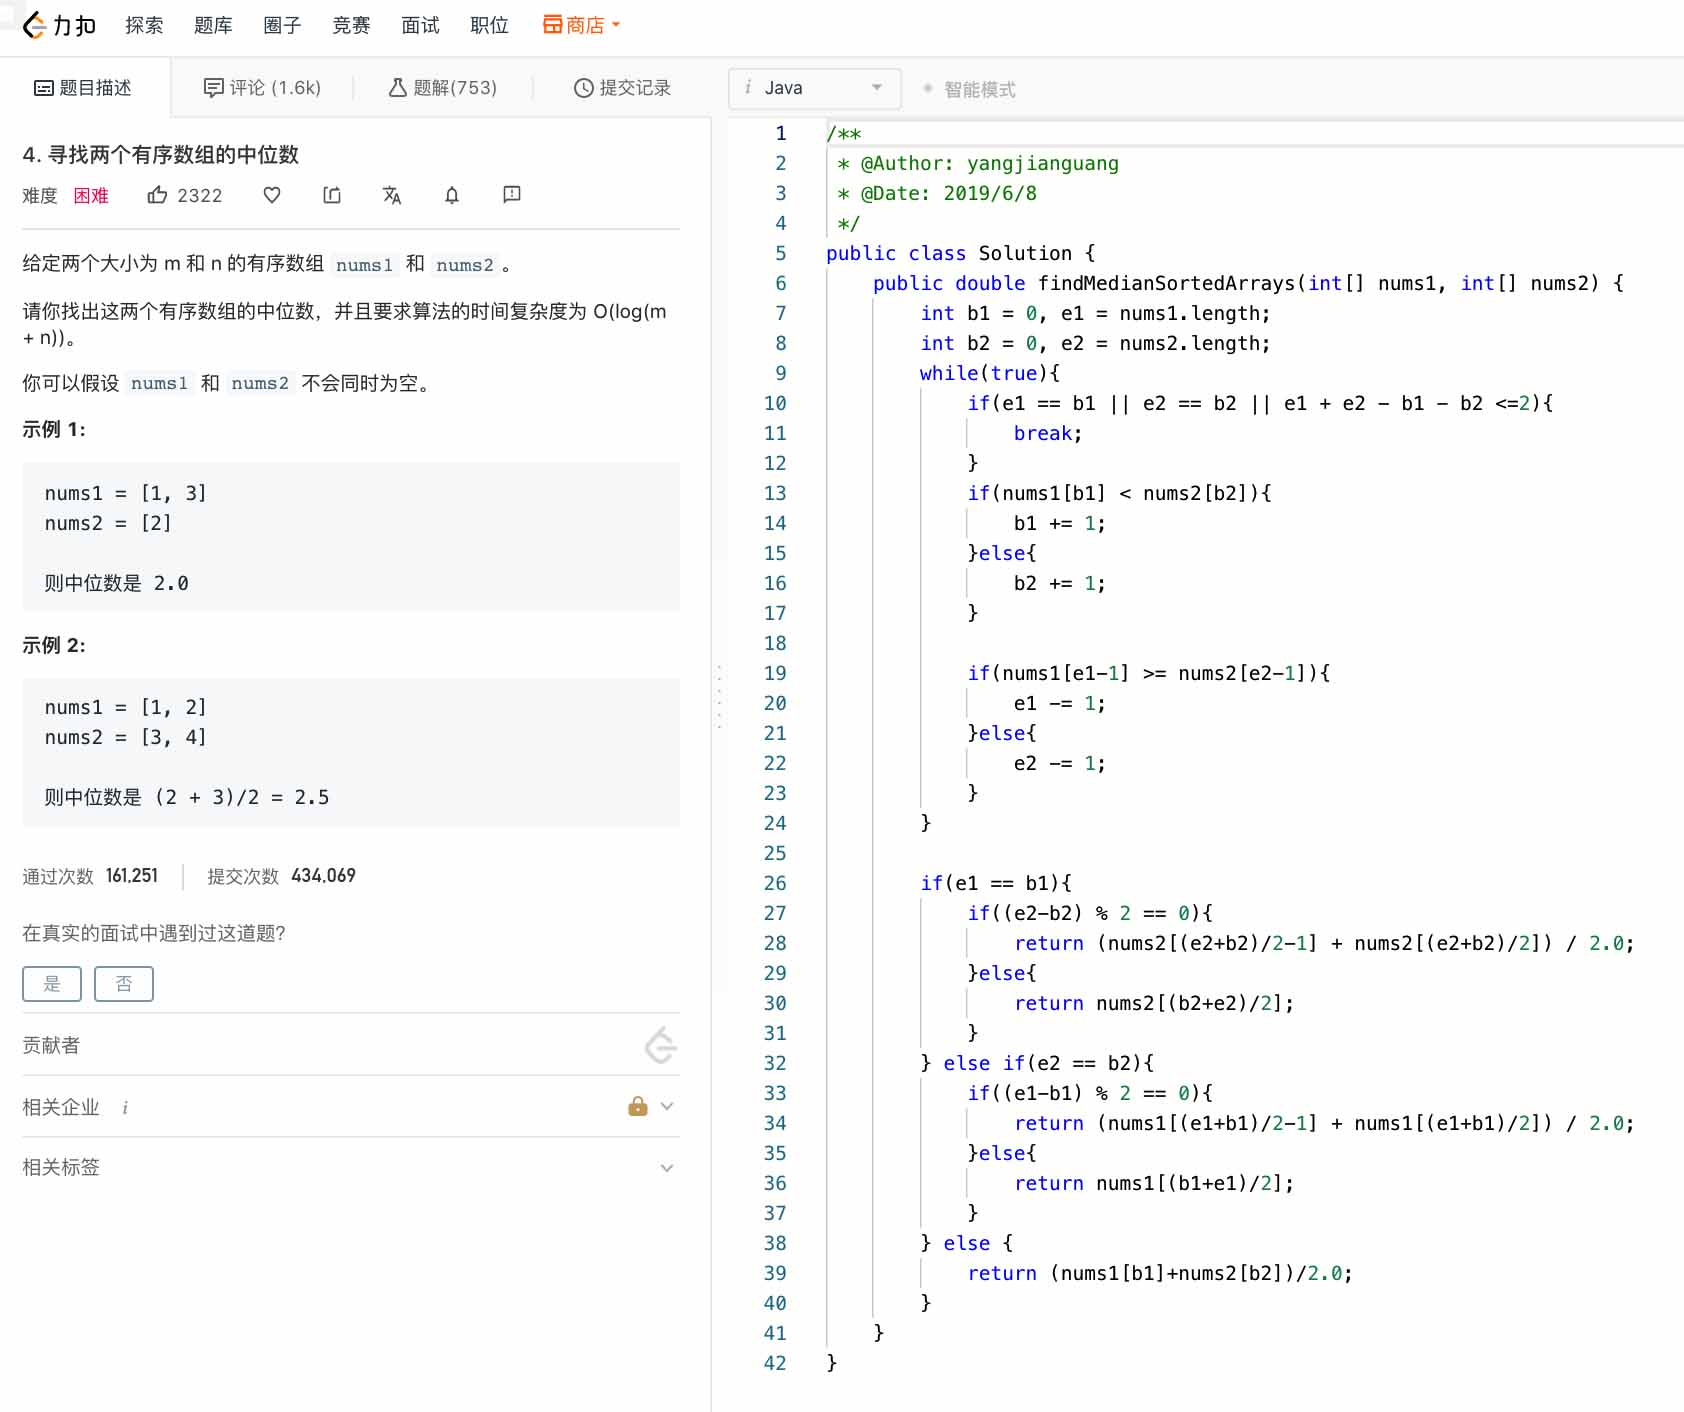 力扣 探索 题库 圈子 竞赛 面试 职位 商店
题目描述 评论 (1.6k) 题解(753) 提交记录
4. 寻找两个有序数组的中位数
难度 困难 2322
给定两个大小为 m 和 n 的有序数组 nums1 和 nums2 。
请你找出这两个有序数组的中位数，并且要求算法的时间复杂度为 O(log(m
+ n))。
你可以假设 nums1 和 nums2 不会同时为空。
示例 1:
nums1 = [1, 3]
nums2 = [2]
则中位数是 2.0
示例 2:
nums1 = [1, 2]
nums2 = [3, 4]
则中位数是 (2 + 3)/2 = 2.5
通过次数 161,251 提交次数 434,069
在真实的面试中遇到过这道题?
是 否
贡献者
相关企业 i
相关标签
i Java 智能模式
1 /**
2  * @Author: yangjianguang
3  * @Date: 2019/6/8
4  */
5 public class Solution {
6     public double findMedianSortedArrays(int[] nums1, int[] nums2) {
7         int b1 = 0, e1 = nums1.length;
8         int b2 = 0, e2 = nums2.length;
9         while(true){
10             if(e1 == b1 || e2 == b2 || e1 + e2 - b1 - b2 <=2){
11                 break;
12             }
13             if(nums1[b1] < nums2[b2]){
14                 b1 += 1;
15             }else{
16                 b2 += 1;
17             }
18
19             if(nums1[e1-1] >= nums2[e2-1]){
20                 e1 -= 1;
21             }else{
22                 e2 -= 1;
23             }
24         }
25
26         if(e1 == b1){
27             if((e2-b2) % 2 == 0){
28                 return (nums2[(e2+b2)/2-1] + nums2[(e2+b2)/2]) / 2.0;
29             }else{
30                 return nums2[(b2+e2)/2];
31             }
32         } else if(e2 == b2){
33             if((e1-b1) % 2 == 0){
34                 return (nums1[(e1+b1)/2-1] + nums1[(e1+b1)/2]) / 2.0;
35             }else{
36                 return nums1[(b1+e1)/2];
37             }
38         } else {
39             return (nums1[b1]+nums2[b2])/2.0;
40         }
41     }
42 }